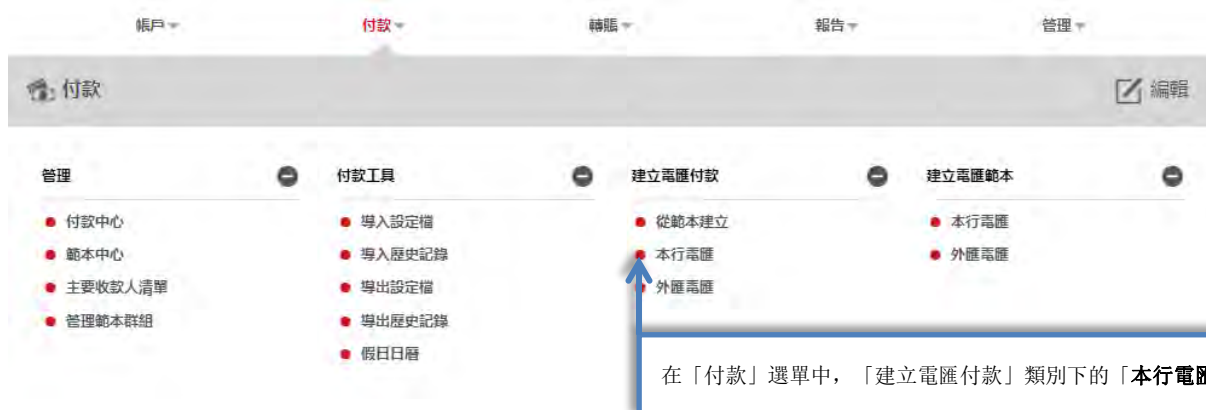 帳戶 付款 轉賬 報告 管理
付款 編輯
管理
付款中心
範本中心
主要收款人清單
管理範本群組
付款工具
導入設定檔
導入歷史記錄
導出設定檔
導出歷史記錄
假日日曆
建立電匯付款
從範本建立
本行電匯
外匯電匯
建立電匯範本
本行電匯
外匯電匯
在「付款」選單中，「建立電匯付款」類別下的「本行電匯